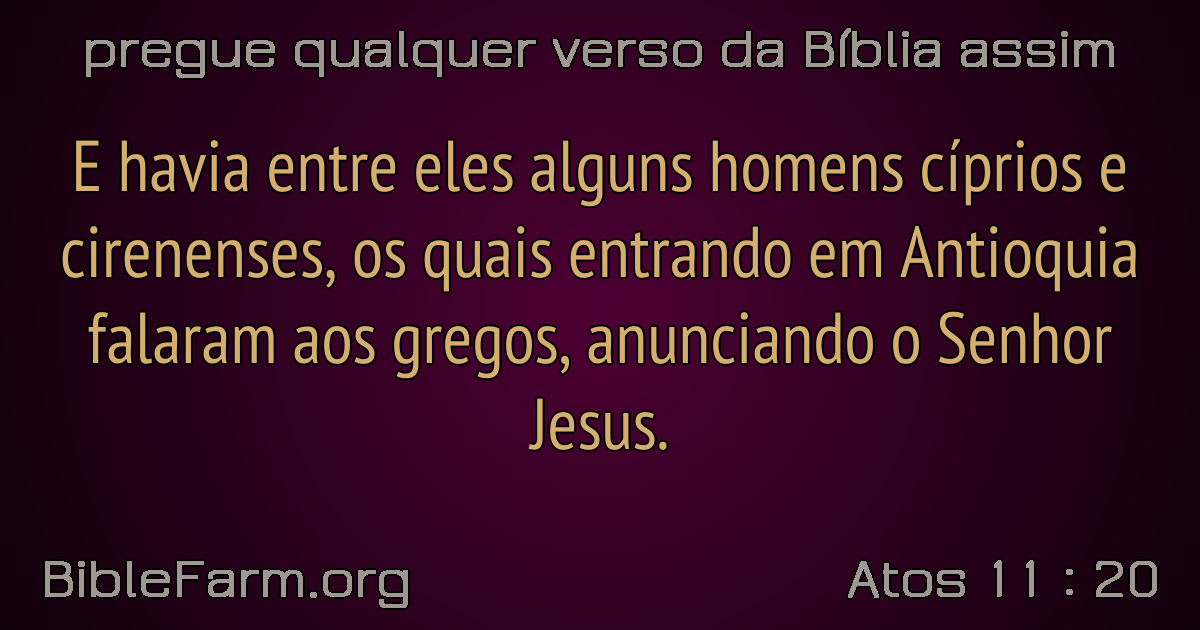 pregue qualquer verso da Bíblia assim
E havia entre eles alguns homens cíprios e
cirenenses, os quais entrando em Antioquia
falaram aos gregos, anunciando o Senhor
Jesus.
BibleFarm.org
Atos 11 : 20